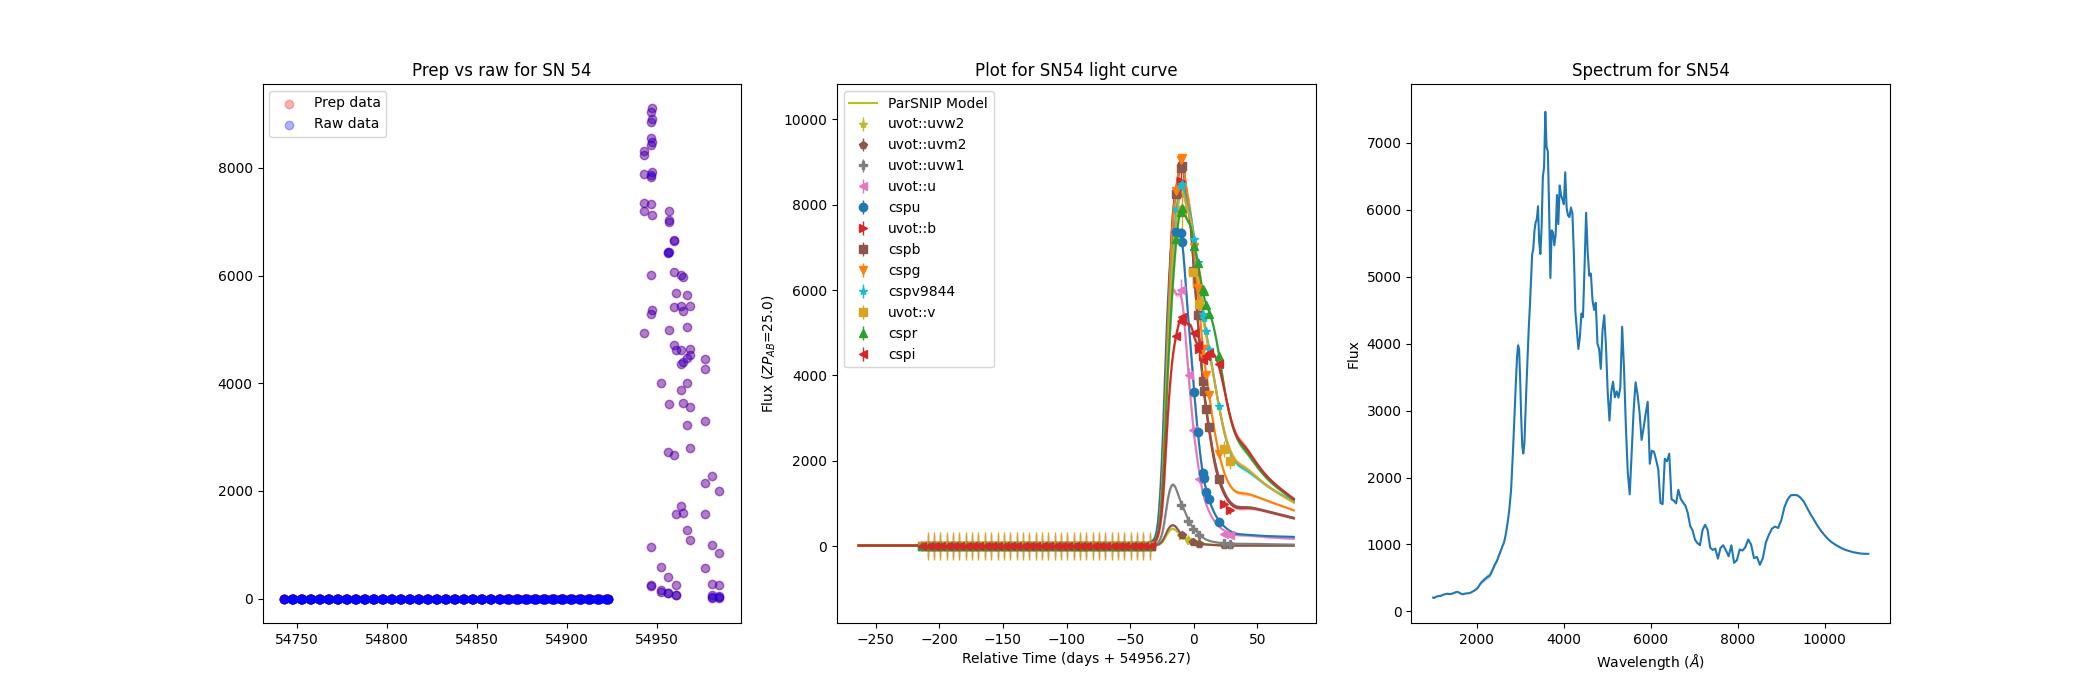 Prep vs raw for SN 54
Prep data
Raw data
8000
6000
4000
2000
0
54750
54800
54850
54900
54950
Plot for SN54 light curve
ParSNIP Model
uvot::uvw2
uvot::uvm2
uvot::uvw1
uvot::u
cspu
uvot::b
cspb
cspg
cspv9844
uvot::v
cspr
cspi
Flux (ZP_AB=25.0)
10000
8000
6000
4000
2000
0
−250
−200
−150
−100
−50
0
50
Relative Time (days + 54956.27)
Spectrum for SN54
Flux
7000
6000
5000
4000
3000
2000
1000
0
2000
4000
6000
8000
10000
Wavelength (Å)